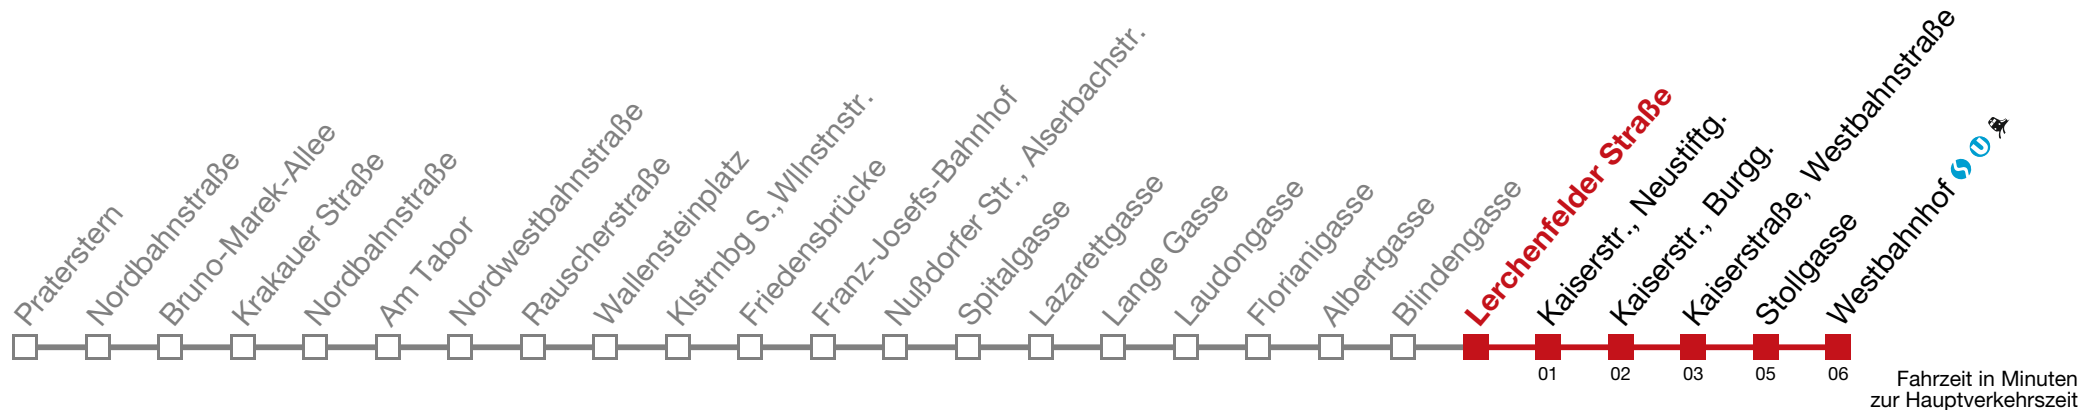 Praterstern
Nordbahnstraße
Bruno-Marek-Allee
Krakauer Straße
Nordbahnstraße
Am Tabor
Nordwestbahnstraße
Rauscherstraße
Wallensteinplatz
Klstrnbg S., Wllnstnstr.
Friedensbrücke
Franz-Josefs-Bahnhof
Nußdorfer Str., Alserbachstr.
Spitalgasse
Lazarettgasse
Lange Gasse
Laudongasse
Florianigasse
Albertgasse
Blindengasse
Lerchenfelder Straße
Kaiserstr., Neustiftg.
Kaiserstr., Burgg.
Kaiserstraße, Westbahnstraße
Stollgasse
Westbahnhof S U
01 02 03 05 06
Fahrzeit in Minuten
zur Hauptverkehrszeit